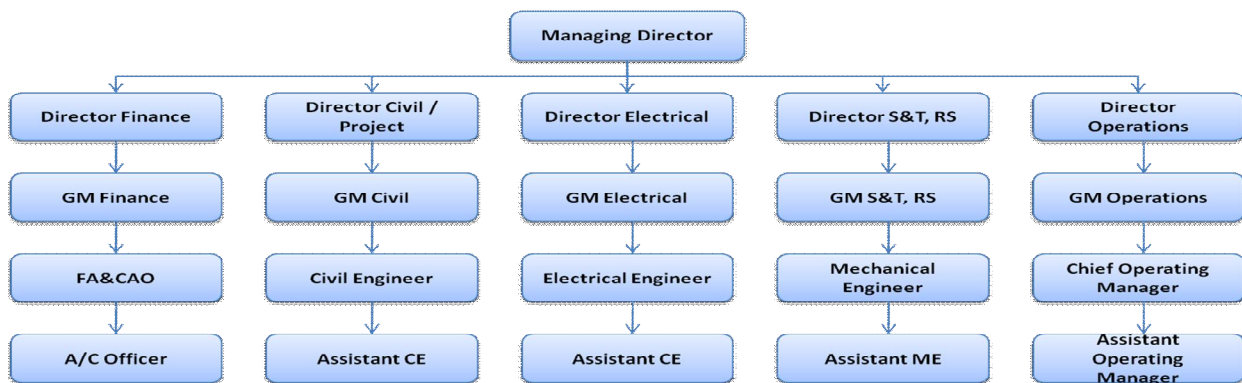 Managing Director
Director Finance
Director Civil /
Project
Director Electrical
Director S&T, RS
Director
Operations
GM Finance
GM Civil
GM Electrical
GM S&T, RS
GM Operations
FA&CAO
Civil Engineer
Electrical Engineer
Mechanical
Engineer
Chief Operating
Manager
A/C Officer
Assistant CE
Assistant CE
Assistant ME
Assistant
Operating
Manager